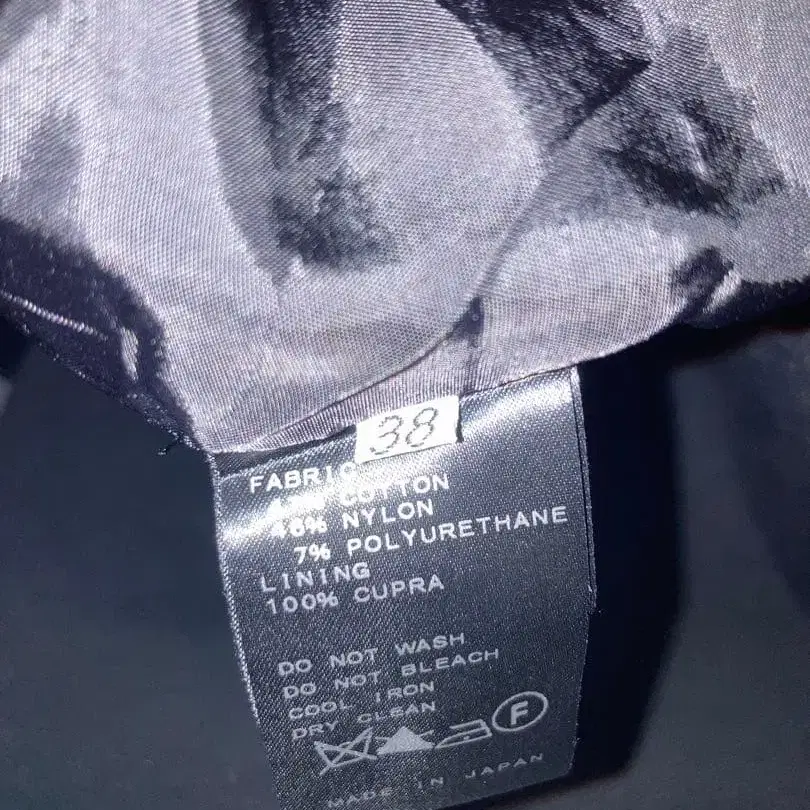 38
FABRIC
COTTON
46% NYLON
7% POLYURETHANE
LINING
100% CUPRA
DO NOT WASH
DO NOT BLEACH
COOL IRON
DRY CLEAN
F
MADE IN JAPAN